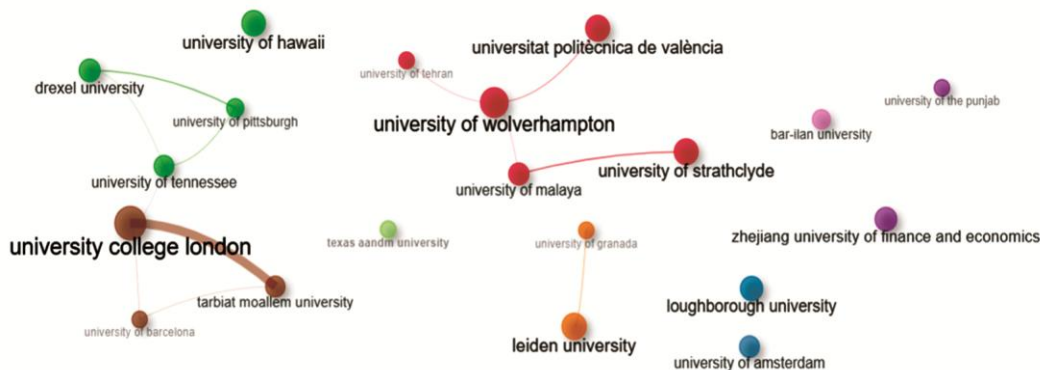 university of hawaii
universitat politècnica de valència
university of tehran
drexel university
university of the punjab
university of pittsburgh
university of wolverhampton
bar-ilan university
university of strathclyde
university of tennessee
university of malaya
university college london
texas aandm university
university of granada
zhejiang university of finance and economics
tarbiat moallem university
loughborough university
university of barcelona
leiden university
university of amsterdam